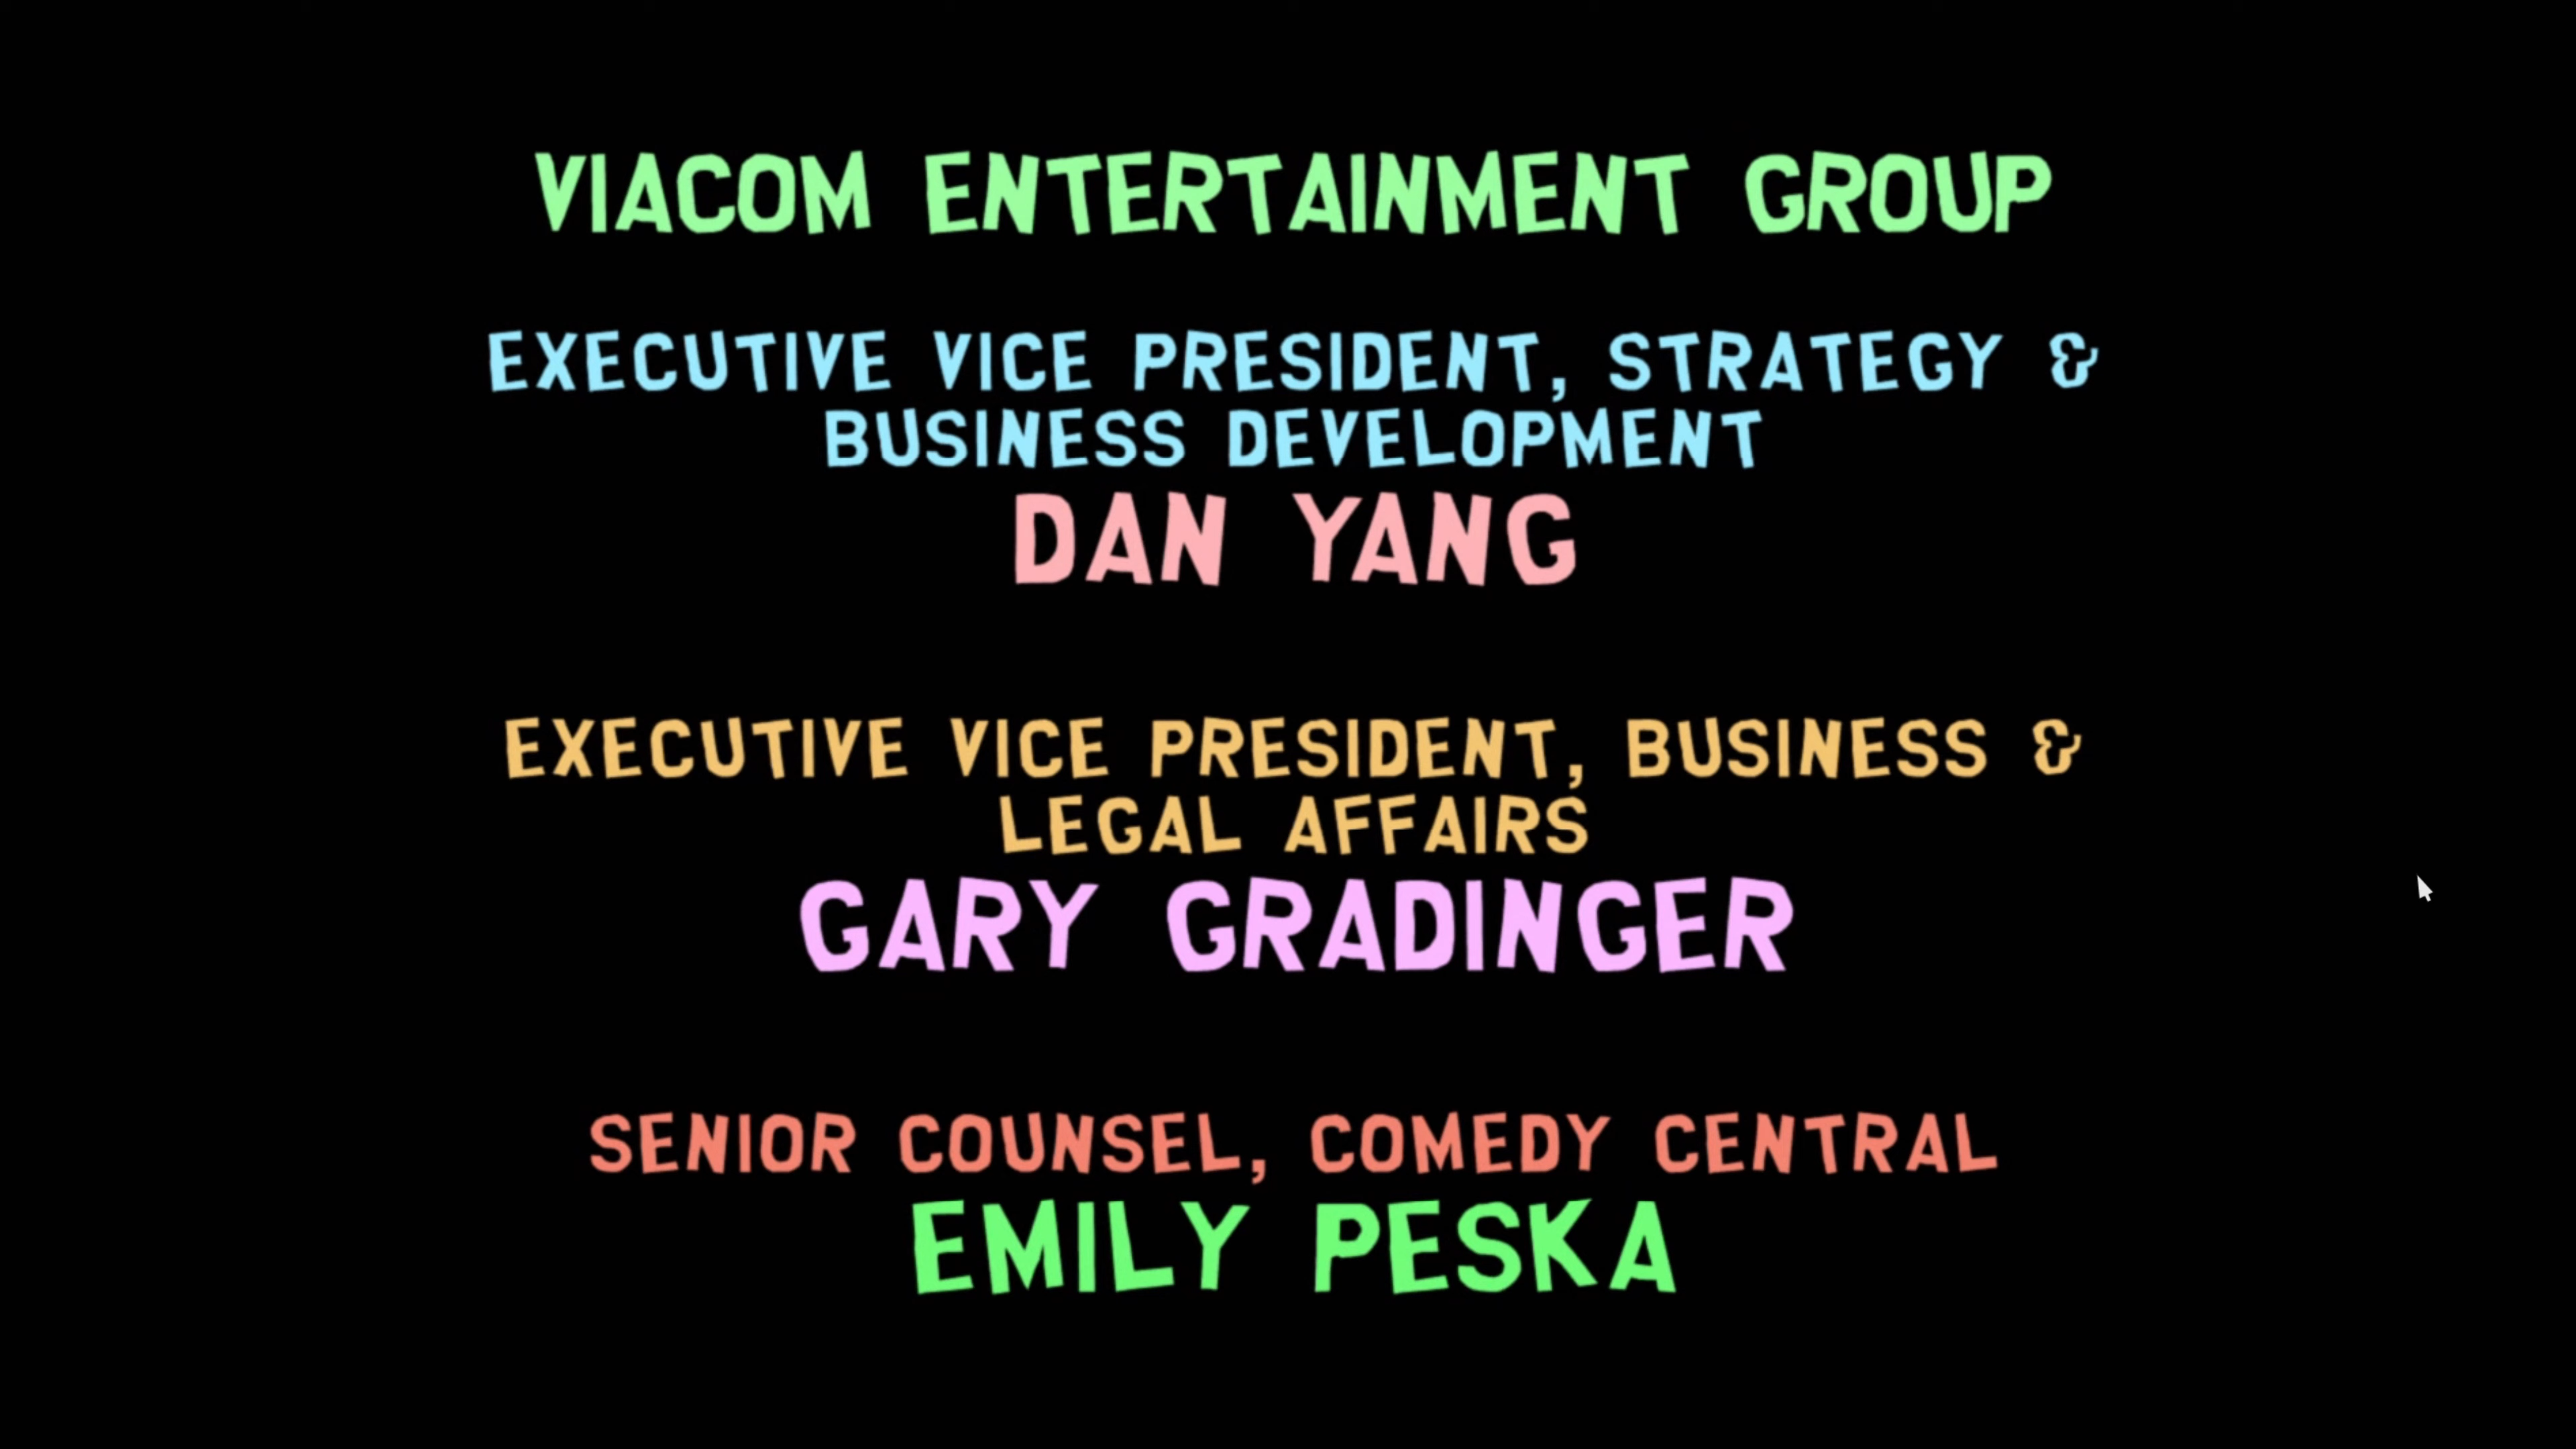 VIACOM ENTERTAINMENT GROUP
EXECUTIVE VICE PRESIDENT, STRATEGY &
BUSINESS DEVELOPMENT
DAN YANG
EXECUTIVE VICE PRESIDENT, BUSINESS &
LEGAL AFFAIRS
GARY GRADINGER
SENIOR COUNSEL, COMEDY CENTRAL
EMILY PESKA